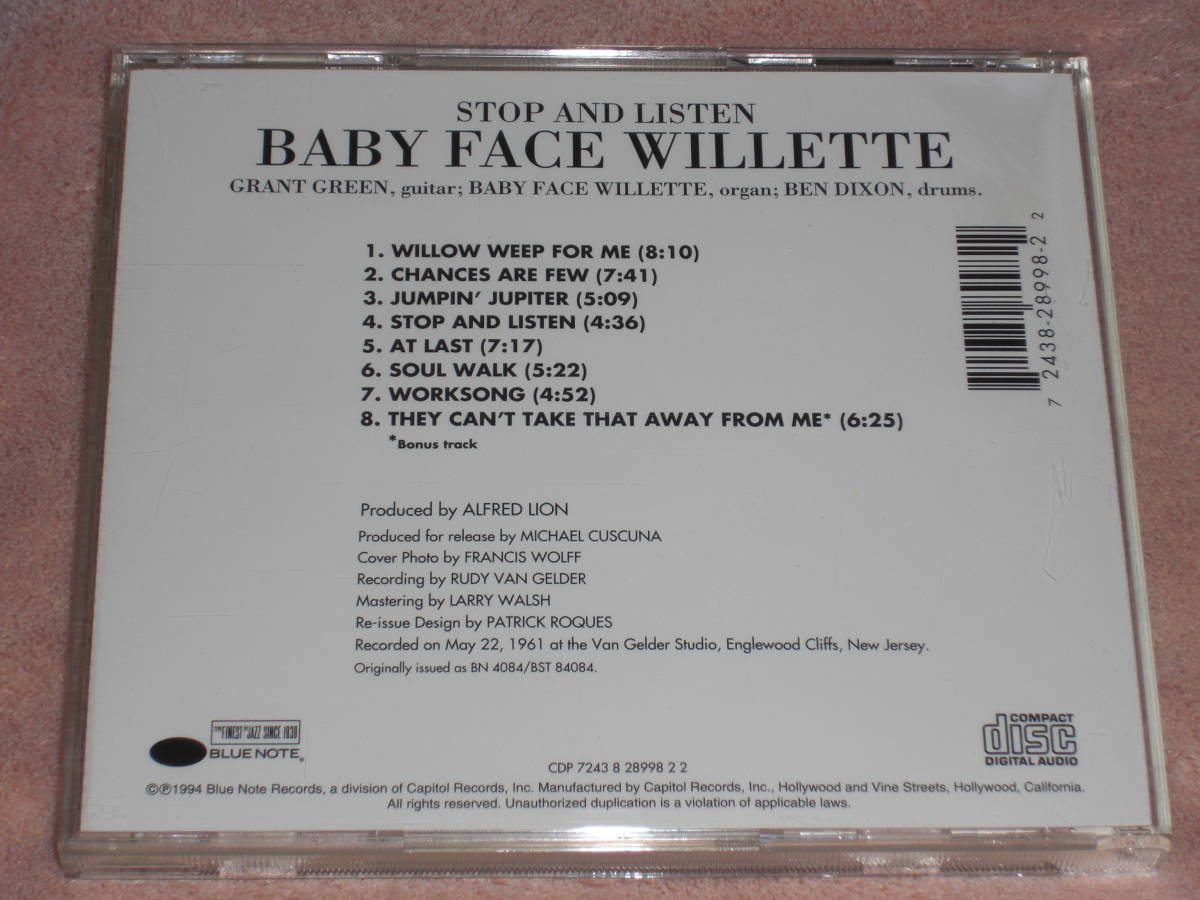 STOP AND LISTEN
BABY FACE WILLETTE
GRANT GREEN, guitar; BABY FACE WILLETTE, organ; BEN DIXON, drums.
1. WILLOW WEEP FOR ME (8:10)
2. CHANCES ARE FEW (7:41)
3. JUMPIN' JUPITER (5:09)
4. STOP AND LISTEN (4:36)
5. AT LAST (7:17)
6. SOUL WALK (5:22)
7. WORKSONG (4:52)
8. THEY CAN'T TAKE THAT AWAY FROM ME* (6:25)
*Bonus track
7 2438-28998-2 2
Produced by ALFRED LION
Produced for release by MICHAEL CUSCUNA
Cover Photo by FRANCIS WOLFF
Recording by RUDY VAN GELDER
Mastering by LARRY WALSH
Re-issue Design by PATRICK ROQUES
Recorded on May 22, 1961 at the Van Gelder Studio, Englewood Cliffs, New Jersey.
Originally issued as BN 4084/BST 84084.
THE FINEST IN JAZZ SINCE 1939
BLUE NOTE®
COMPACT
disc
DIGITAL AUDIO
CDP 7243 8 28998 2 2
©℗1994 Blue Note Records, a division of Capitol Records, Inc. Manufactured by Capitol Records, Inc., Hollywood and Vine Streets, Hollywood, California.
All rights reserved. Unauthorized duplication is a violation of applicable laws.